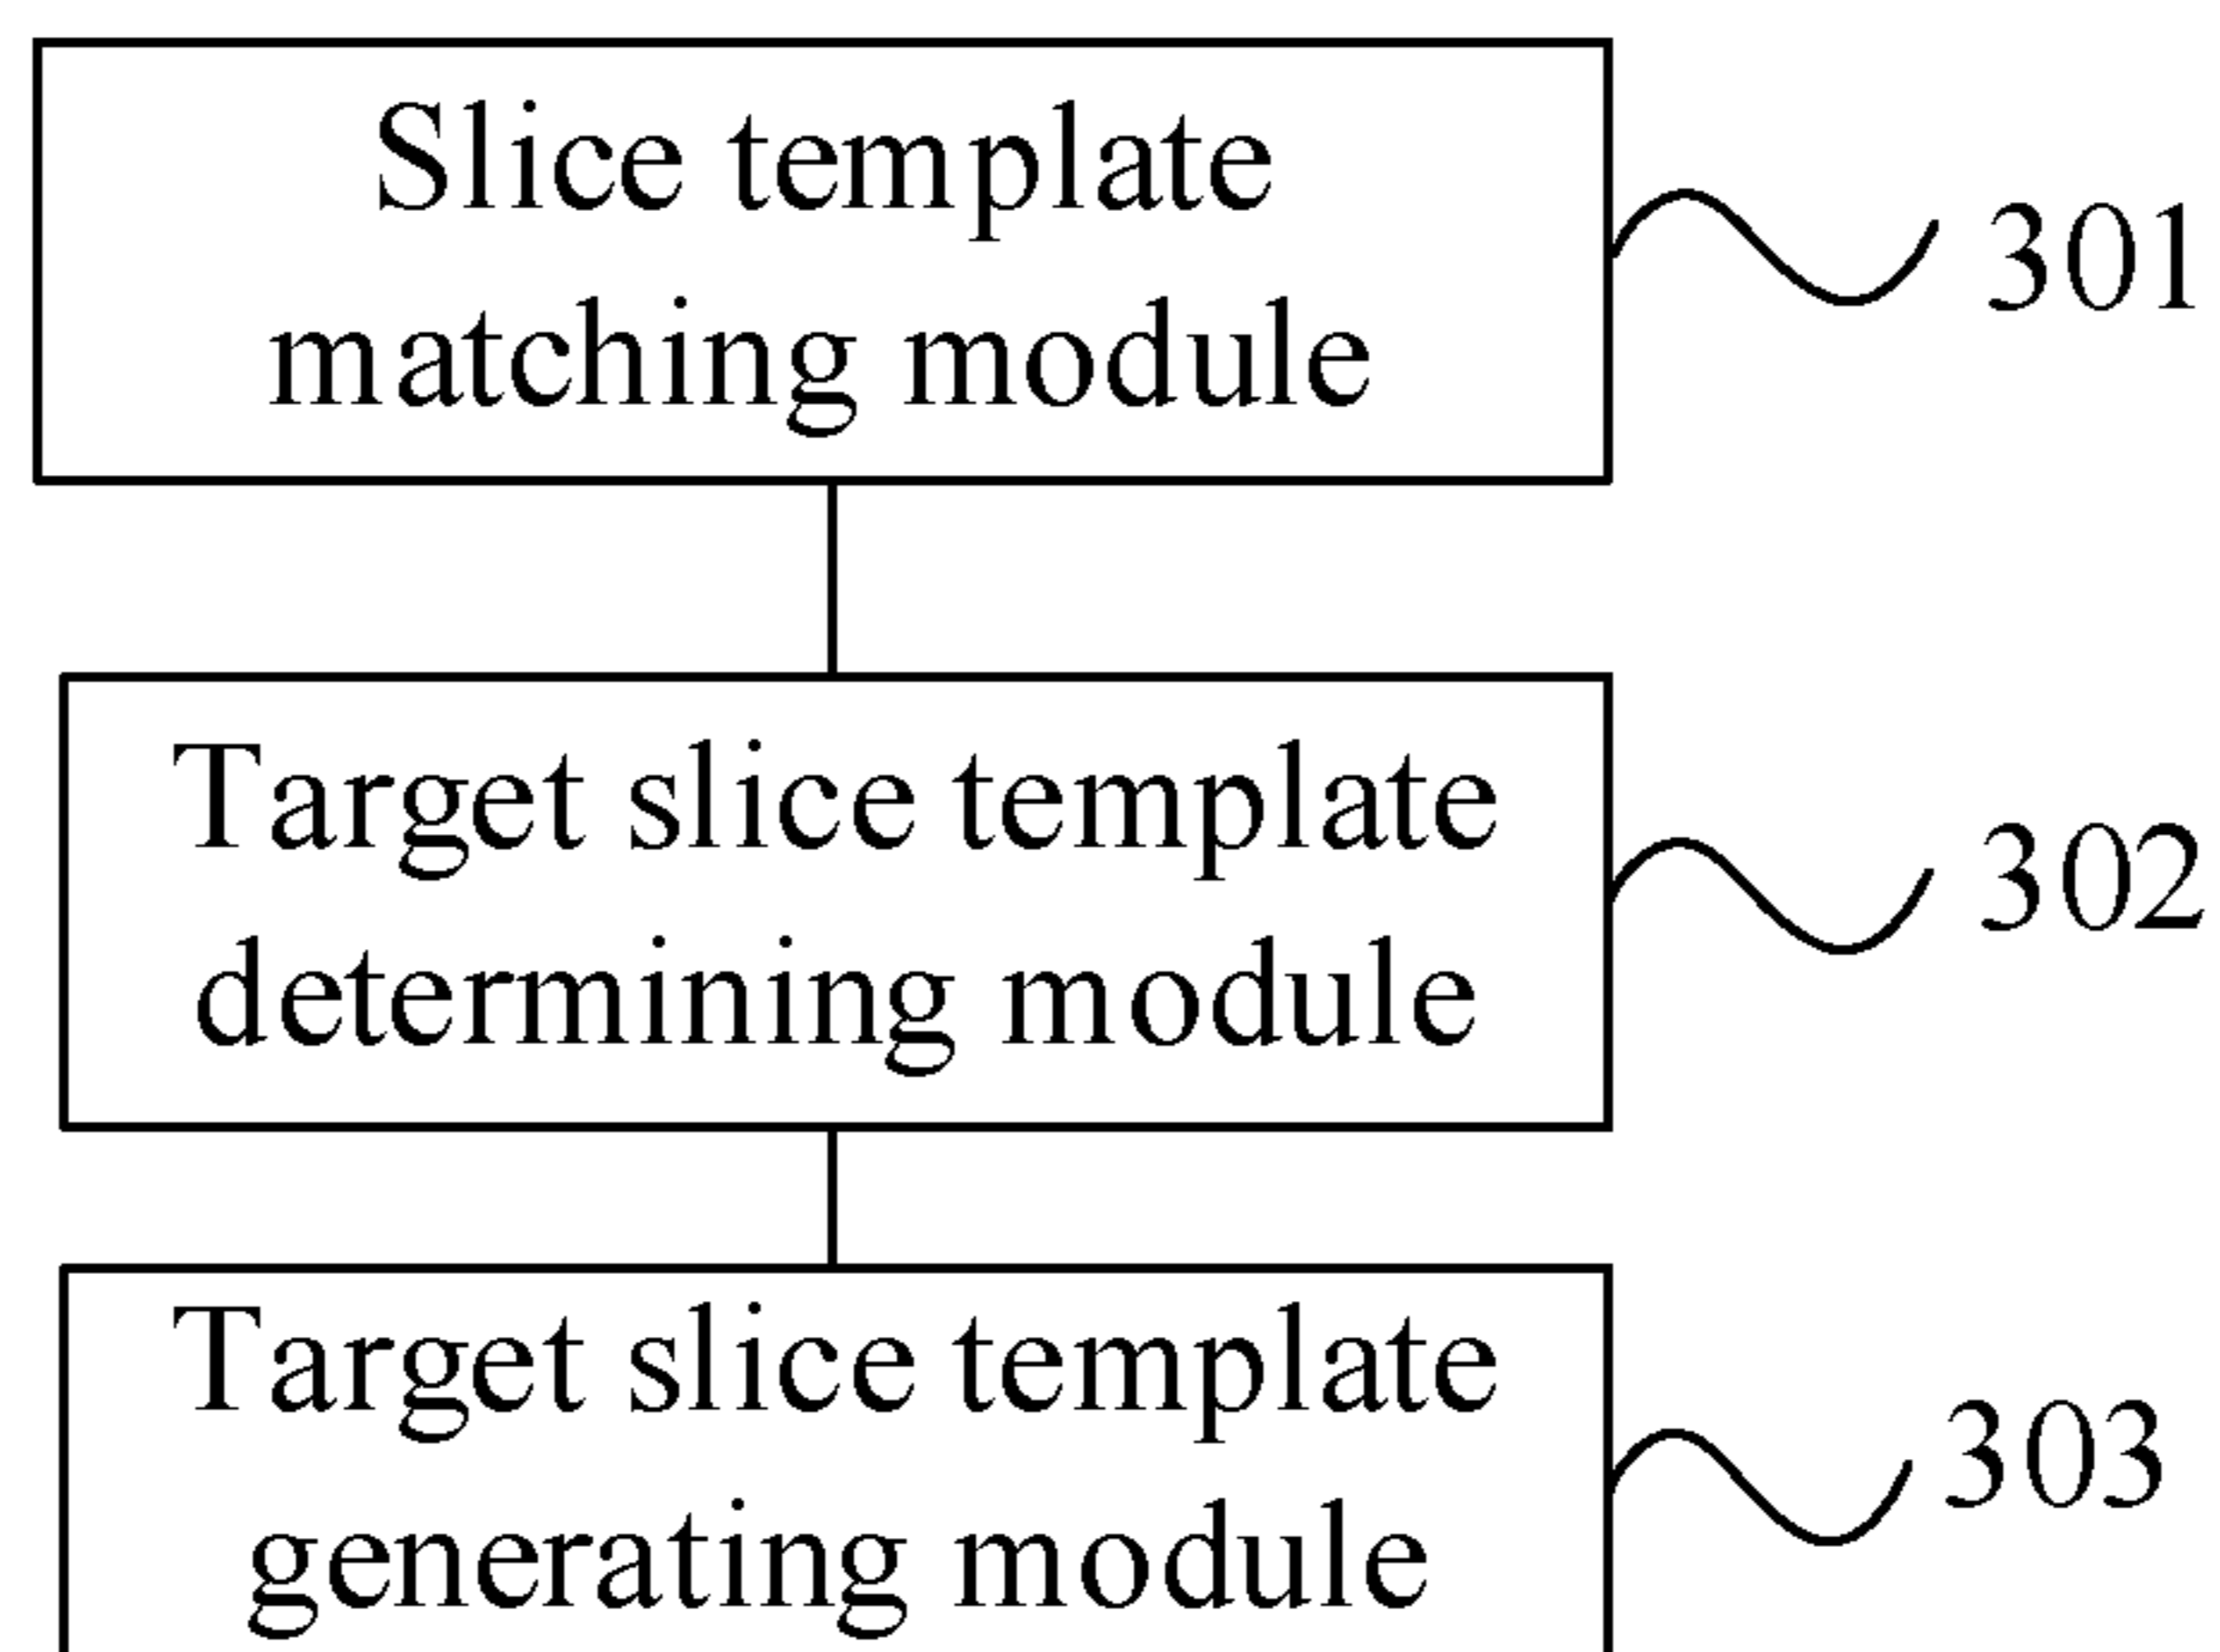 Slice template
matching module
301
Target slice template
determining module
302
Target slice template
generating module
303